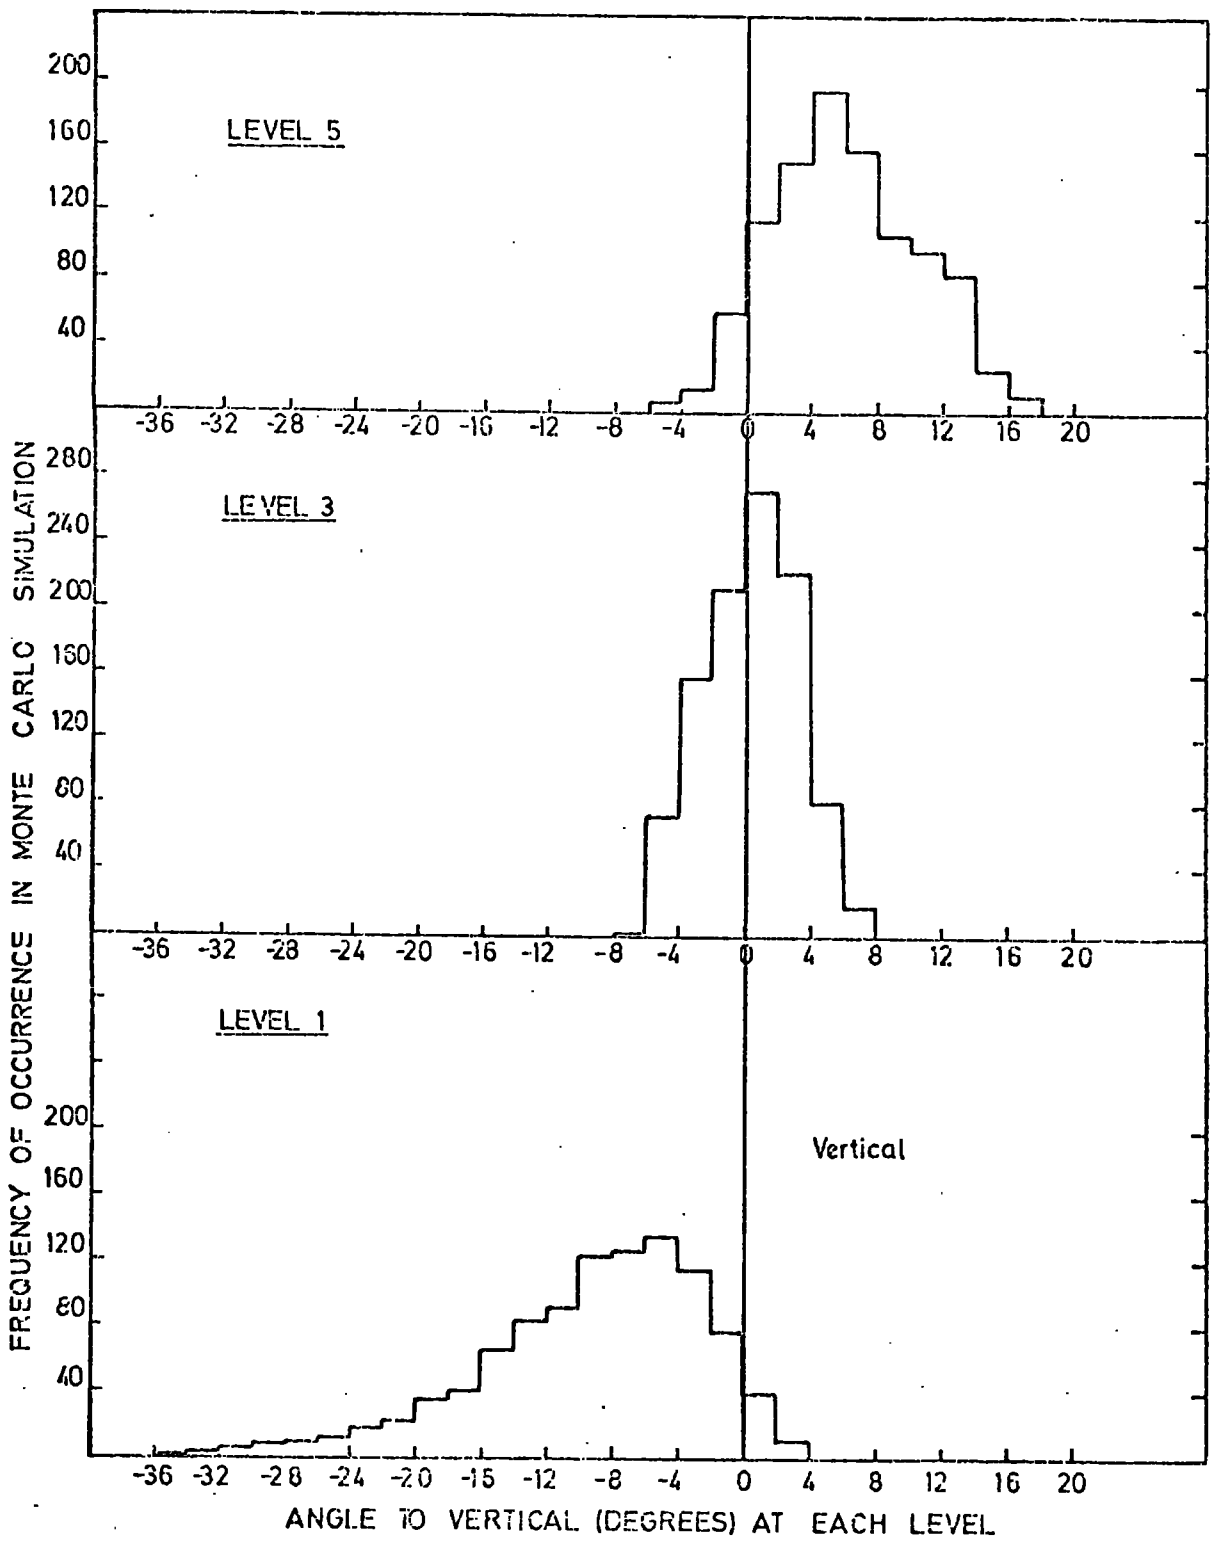 200
160
LEVEL 5
120
80
40
-36 -32 -28 -24 -20 -16 -12 -8 -4 0 4 8 12 16 20
280
LEVEL 3
240
200
160
120
80
40
-36 -32 -28 -24 -20 -16 -12 -8 -4 0 4 8 12 16 20
LEVEL 1
200
Vertical
160
120
80
40
-36 -32 -28 -24 -20 -16 -12 -8 -4 0 4 8 12 16 20
ANGLE TO VERTICAL (DEGREES) AT EACH LEVEL
FREQUENCY OF OCCURRENCE IN MONTE CARLO SIMULATION